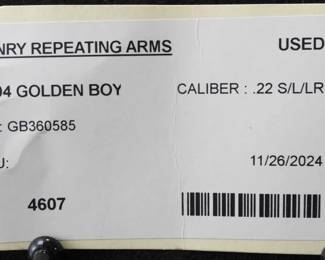 NRY REPEATING ARMS USED
04 GOLDEN BOY CALIBER : .22 S/L/LR
: GB360585
U: 11/26/2024
4607